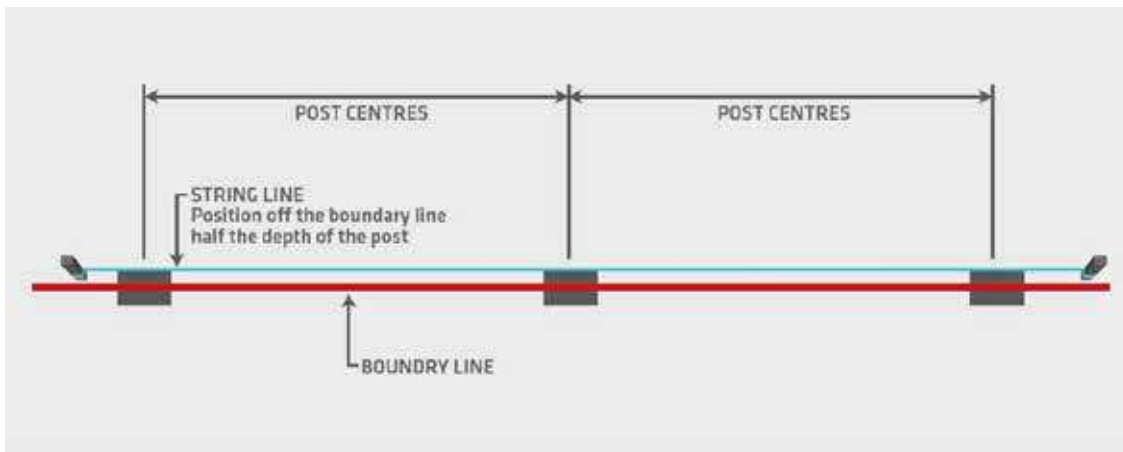 POST CENTRES
POST CENTRES
STRING LINE
Position off the boundary line
half the depth of the post
BOUNDRY LINE